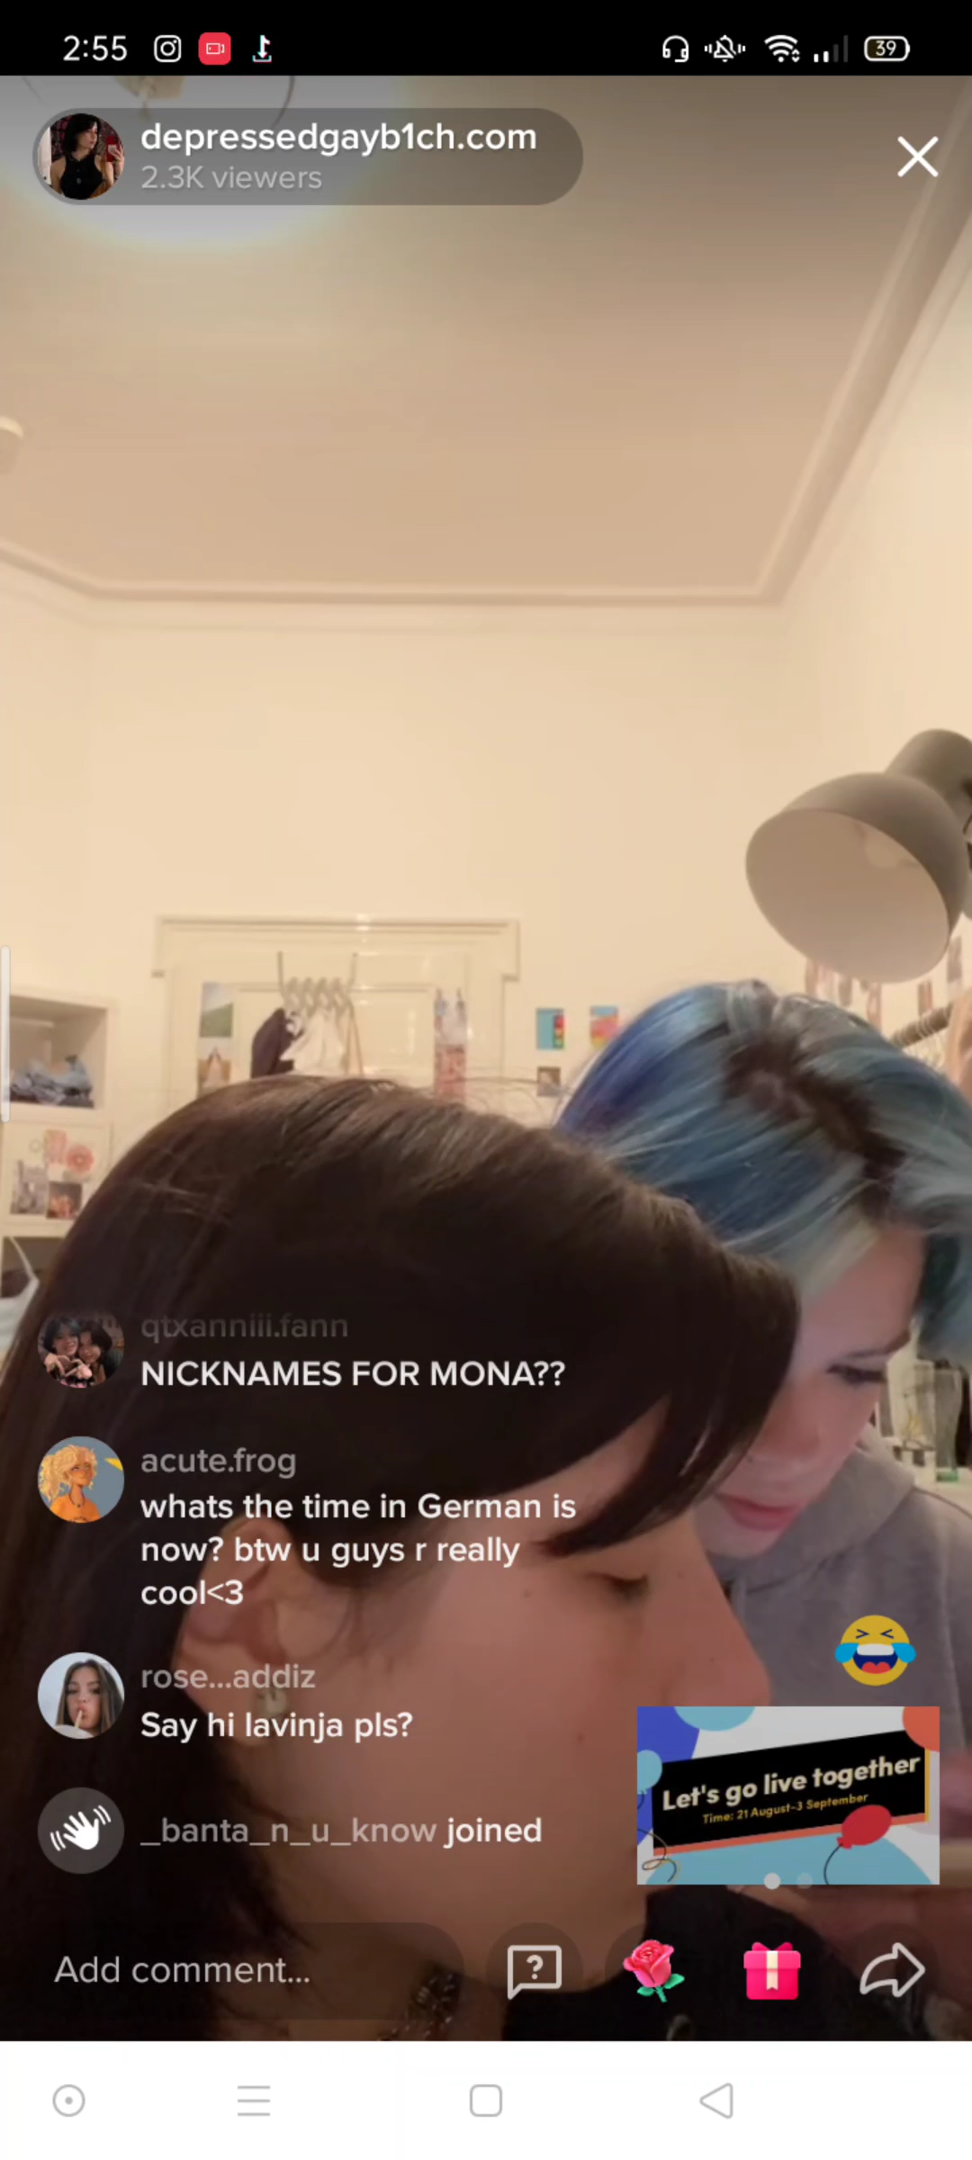 2:55
39
depressedgayb1ch.com
2.3K viewers
qtxanniii.fann
NICKNAMES FOR MONA??
acute.frog
whats the time in German is
now? btw u guys r really
cool<3
rose...addiz
Say hi lavinja pls?
_banta_n_u_know joined
Let's go live together
Time: 21 August-3 September
Add comment...
?